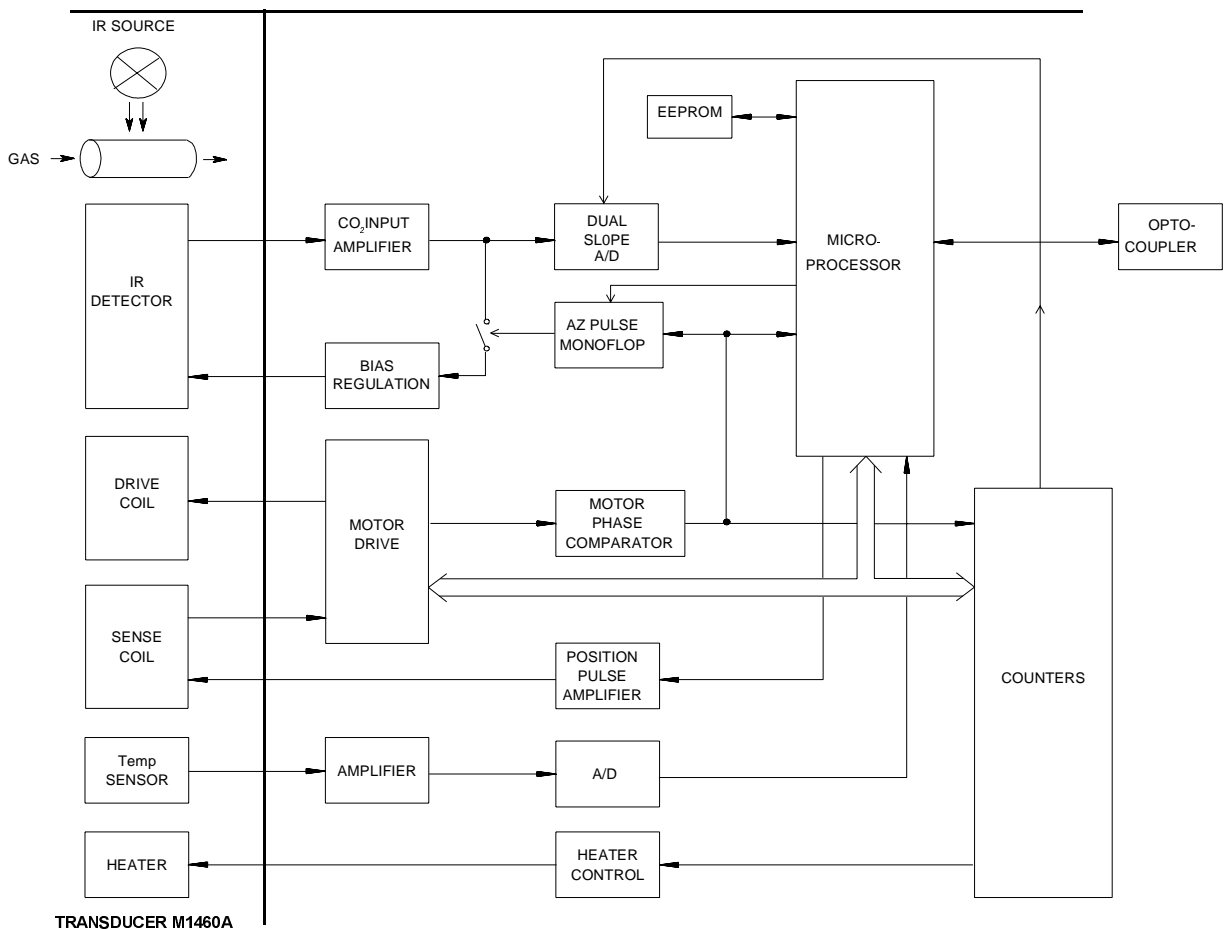 IR SOURCE
GAS
EEPROM
CO2INPUT
AMPLIFIER
DUAL
SL0PE
A/D
MICRO-
PROCESSOR
OPTO-
COUPLER
IR
DETECTOR
AZ PULSE
MONOFLOP
BIAS
REGULATION
DRIVE
COIL
MOTOR
DRIVE
MOTOR
PHASE
COMPARATOR
SENSE
COIL
POSITION
PULSE
AMPLIFIER
COUNTERS
Temp
SENSOR
AMPLIFIER
A/D
HEATER
HEATER
CONTROL
TRANSDUCER M1460A